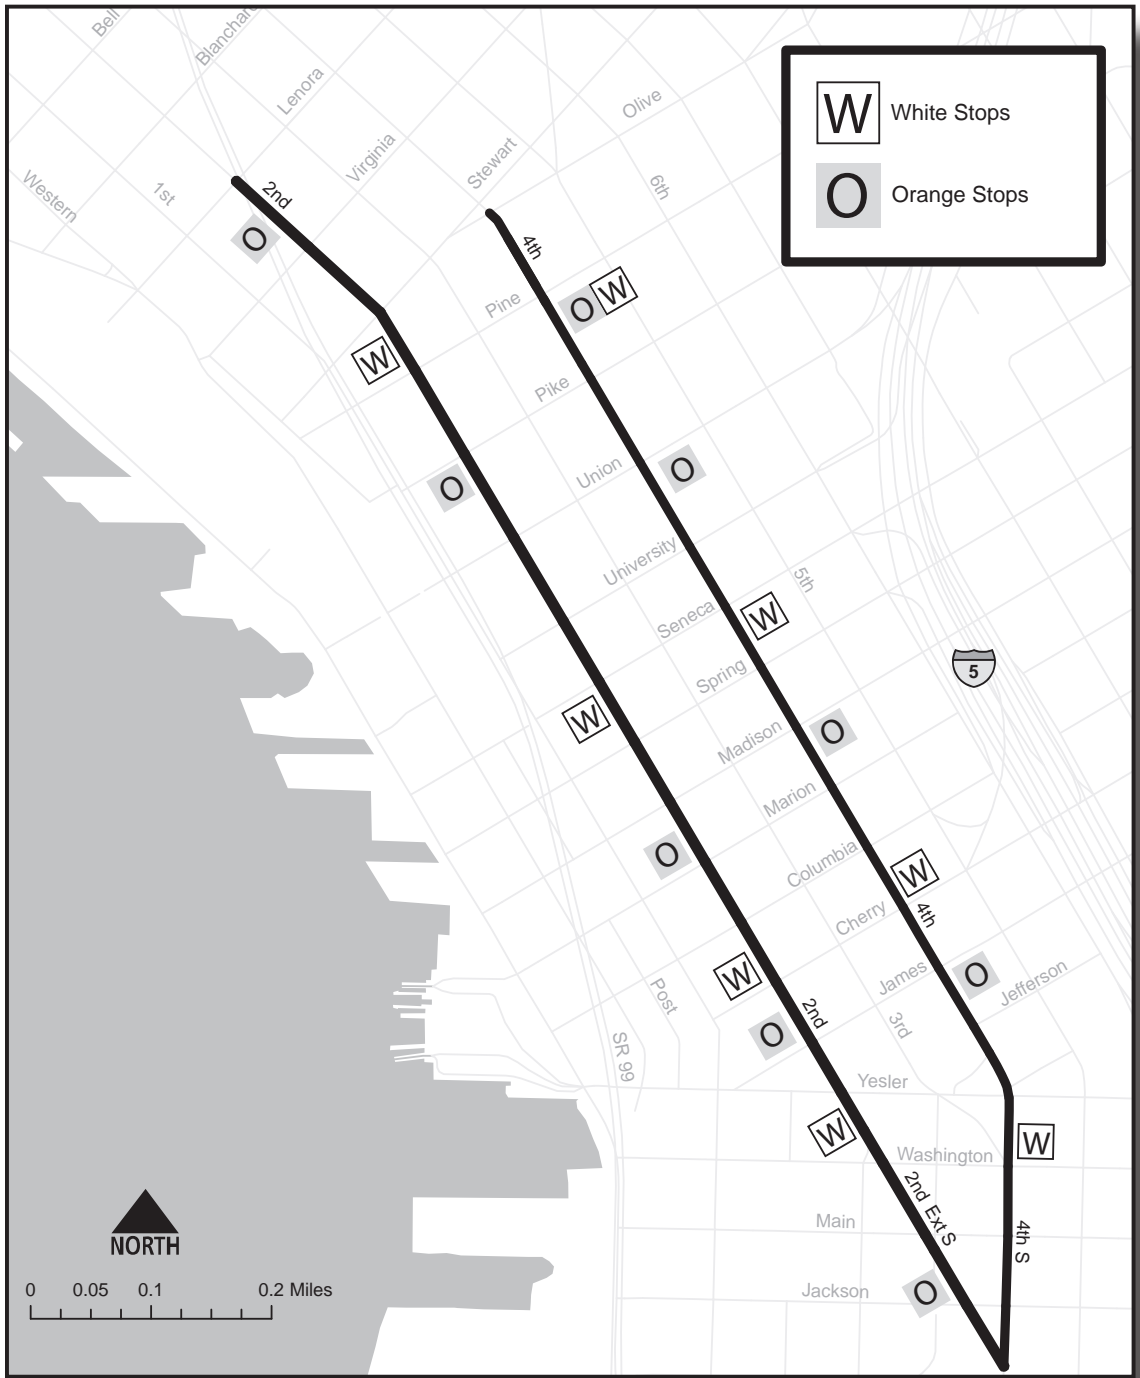 Bell
Blanchard
Lenora
Olive
Virginia
Stewart
Western
1st
2nd
6th
4th
W White Stops
O Orange Stops
O
O W
Pine
W
Pike
O
Union
O
University
5th
Seneca
W
Spring
5
W
Madison
O
Marion
O
Columbia
W
Cherry
4th
W
James
O
Jefferson
Post
2nd
3rd
O
SR 99
Yesler
W
W
Washington
2nd Ext S
Main
4th S
NORTH
Jackson
O
0 0.05 0.1 0.2 Miles